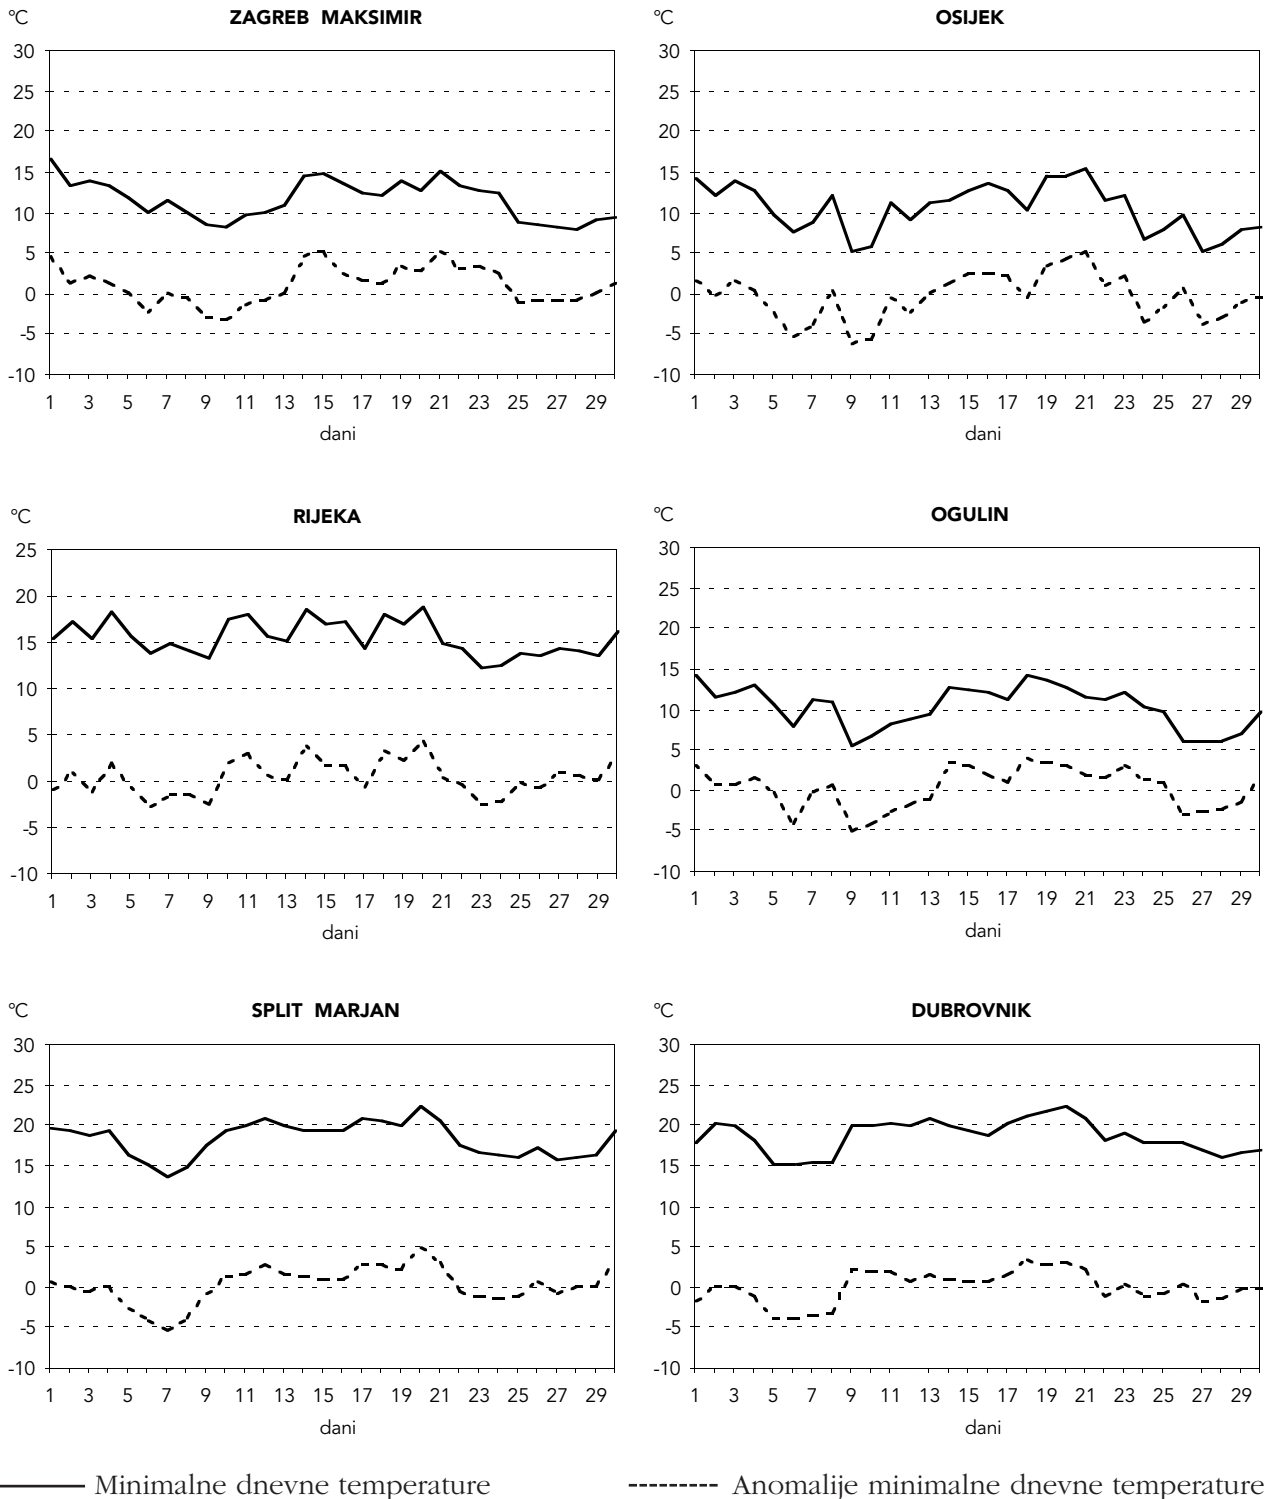 °C ZAGREB MAKSIMIR
30
25
20
15
10
5
0
-5
-10
1 3 5 7 9 11 13 15 17 19 21 23 25 27 29
dani
°C OSIJEK
30
25
20
15
10
5
0
-5
-10
1 3 5 7 9 11 13 15 17 19 21 23 25 27 29
dani
°C RIJEKA
25
20
15
10
5
0
-5
-10
1 3 5 7 9 11 13 15 17 19 21 23 25 27 29
dani
°C OGULIN
30
25
20
15
10
5
0
-5
-10
1 3 5 7 9 11 13 15 17 19 21 23 25 27 29
dani
°C SPLIT MARJAN
30
25
20
15
10
5
0
-5
-10
1 3 5 7 9 11 13 15 17 19 21 23 25 27 29
dani
°C DUBROVNIK
30
25
20
15
10
5
0
-5
-10
1 3 5 7 9 11 13 15 17 19 21 23 25 27 29
dani
Minimalne dnevne temperature
Anomalije minimalne dnevne temperature